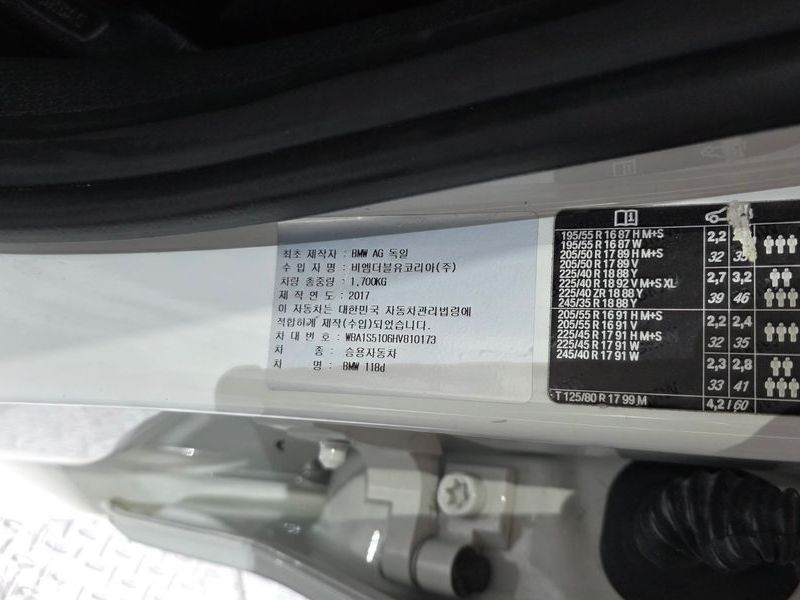 최초 제작자 : BMW AG 독일
수 입 자 명 : 비엠더블유코리아(주)
차량 총중량 : 1,700KG
제 작 연 도 : 2017
이 자동차는 대한민국 자동차관리법령에
적합하게 제작(수입)되었습니다
차 대 번 호 : WBA1S5106HV810173
차 종 : 승용자동차
차 명 : BMW 118d
195/55 R 16 87 H M+S
195/55 R 16 87 W
205/50 R 17 89 H M+S
205/50 R 17 89 V
225/40 R 18 88 Y
225/40 R 18 92 V M+S XL
225/40 ZR 18 88 Y
245/35 R 18 88 Y
205/55 R 16 91 H M+S
205/55 R 16 91 V
225/45 R 17 91 H M+S
225/45 R 17 91 W
245/40 R 17 91 W
T 125/80 R 17 99 M
2,2
32 35
2,7 3,2
39 46
2,2 2,4
32 35
2,3 2,8
33 41
4,2 / 60